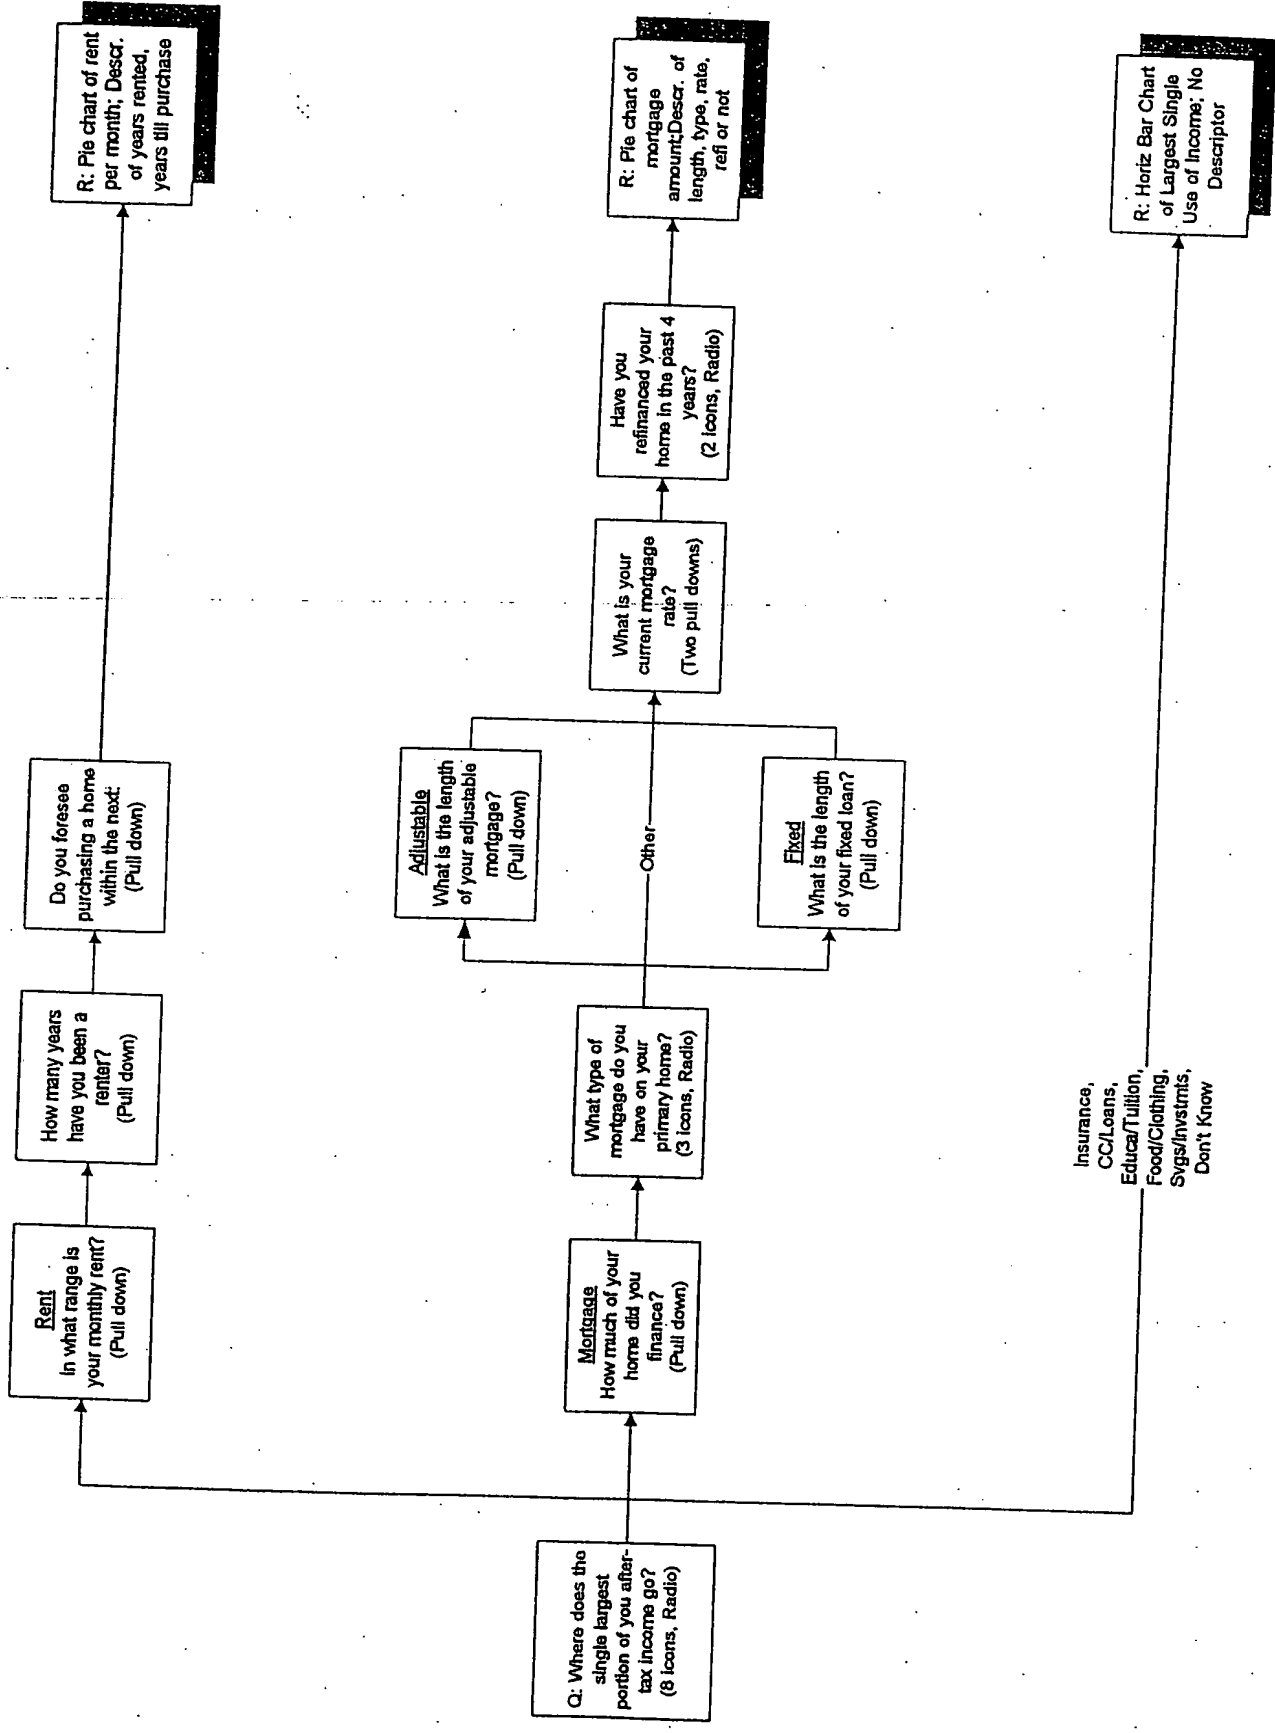 Q: Where does the
single largest
portion of you after-
tax income go?
(8 icons, Radio)
Rent
In what range is
your monthly rent?
(Pull down)
How many years
have you been a
renter?
(Pull down)
Do you foresee
purchasing a home
within the next:
(Pull down)
R: Pie chart of rent
per month; Descr.
of years rented,
years till purchase
Mortgage
How much of your
home did you
finance?
(Pull down)
What type of
mortgage do you
have on your
primary home?
(3 icons, Radio)
Adjustable
What is the length
of your adjustable
mortgage?
(Pull down)
Other
Fixed
What is the length
of your fixed loan?
(Pull down)
What is your
current mortgage
rate?
(Two pull downs)
Have you
refinanced your
home in the past 4
years?
(2 icons, Radio)
R: Pie chart of
mortgage
amount;Descr. of
length, type, rate,
refi or not
Insurance,
CC/Loans,
Educa/Tuition,
Food/Clothing,
Svgs/Invstmts,
Don't Know
R: Horiz Bar Chart
of Largest Single
Use of Income; No
Descriptor